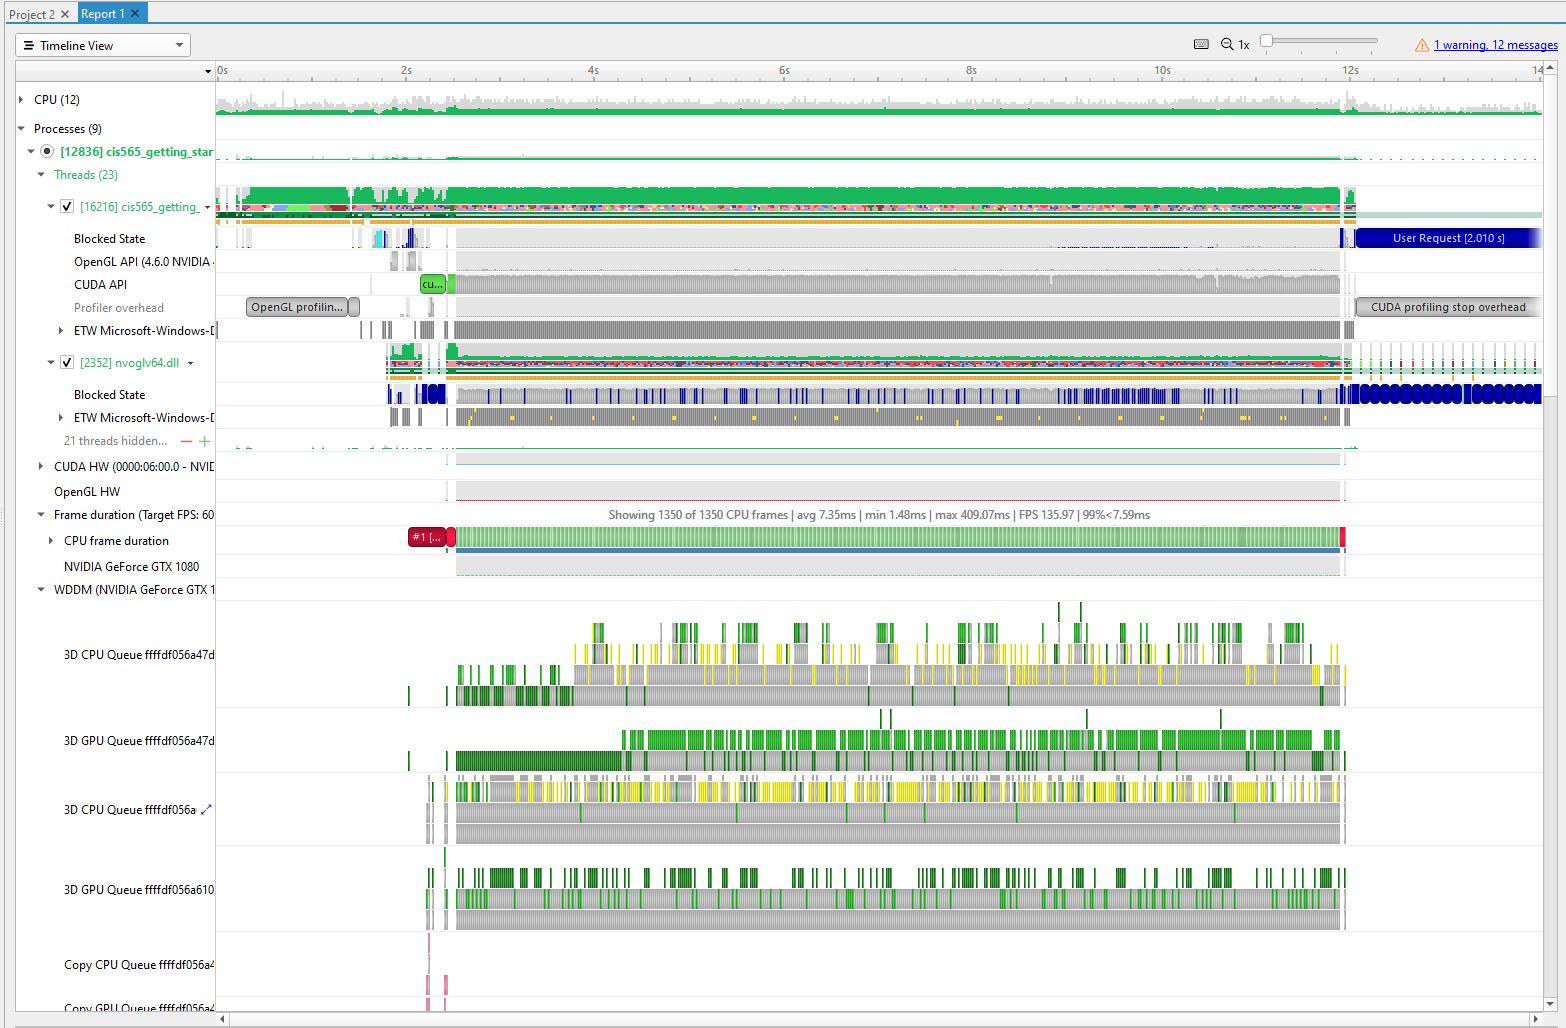 Project 2 ×
Report 1 ×
Timeline View
1x
1 warning, 12 messages
0s 2s 4s 6s 8s 10s 12s 14
CPU (12)
Processes (9)
[12836] cis565_getting_star
Threads (23)
[16216] cis565_getting_
Blocked State
User Request [2.010 s]
OpenGL API (4.6.0 NVIDIA
CUDA API
cu...
Profiler overhead
OpenGL profilin...
CUDA profiling stop overhead
ETW Microsoft-Windows-D
[2352] nvoglv64.dll
Blocked State
ETW Microsoft-Windows-D
21 threads hidden... − +
CUDA HW (0000:06:00.0 - NVID
OpenGL HW
Frame duration (Target FPS: 60
Showing 1350 of 1350 CPU frames | avg 7.35ms | min 1.48ms | max 409.07ms | FPS 135.97 | 99%<7.59ms
CPU frame duration
#1 [...
NVIDIA GeForce GTX 1080
WDDM (NVIDIA GeForce GTX 1
3D CPU Queue ffffdf056a47d
3D GPU Queue ffffdf056a47d
3D CPU Queue ffffdf056a
3D GPU Queue ffffdf056a610
Copy CPU Queue ffffdf056a4
Copy GPU Queue ffffdf056a4